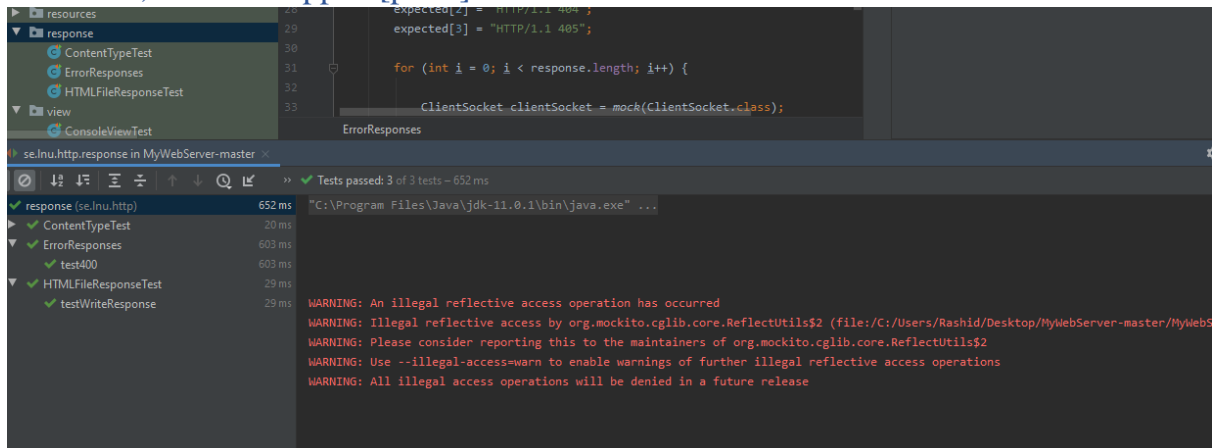 resources
response
ContentTypeTest
ErrorResponses
HTMLFileResponseTest
view
ConsoleViewTest
28 expected[2] = "HTTP/1.1 404";
29 expected[3] = "HTTP/1.1 405";
30
31 for (int i = 0; i < response.length; i++) {
32
33 ClientSocket clientSocket = mock(ClientSocket.class);
ErrorResponses
se.lnu.http.response in MyWebServer-master ×
» Tests passed: 3 of 3 tests – 652 ms
response (se.lnu.http) 652 ms
ContentTypeTest 20 ms
ErrorResponses 603 ms
test400 603 ms
HTMLFileResponseTest 29 ms
testWriteResponse 29 ms
"C:\Program Files\Java\jdk-11.0.1\bin\java.exe" ...
WARNING: An illegal reflective access operation has occurred
WARNING: Illegal reflective access by org.mockito.cglib.core.ReflectUtils$2 (file:/C:/Users/Rashid/Desktop/MyWebServer-master/MyWebS
WARNING: Please consider reporting this to the maintainers of org.mockito.cglib.core.ReflectUtils$2
WARNING: Use --illegal-access=warn to enable warnings of further illegal reflective access operations
WARNING: All illegal access operations will be denied in a future release